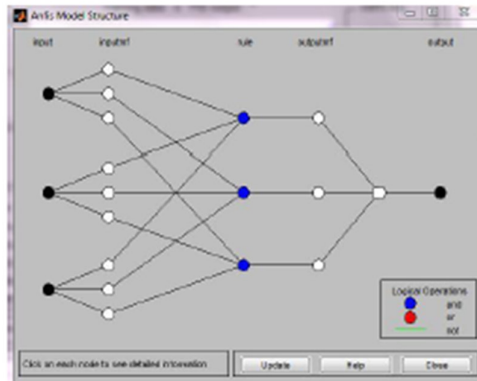 Anfis Model Structure
input inputmf rule outputmf output
Logical Operations
and
or
not
Click on each node to see detailed information
Update Help Close